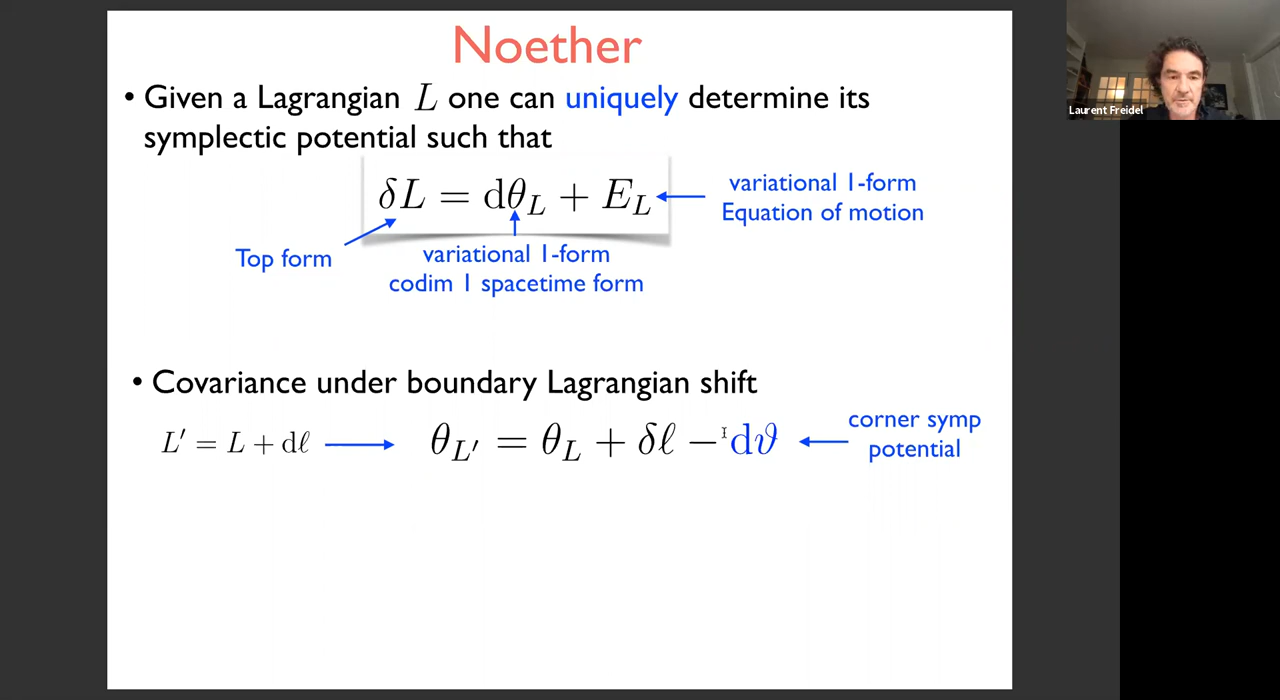 Noether
• Given a Lagrangian L one can uniquely determine its
symplectic potential such that
δL = dθ_L + E_L
variational 1-form
Equation of motion
Top form
variational 1-form
codim 1 spacetime form
• Covariance under boundary Lagrangian shift
L′ = L + dℓ
θ_{L′} = θ_L + δℓ − dϑ
corner symp
potential
Laurent Freidel